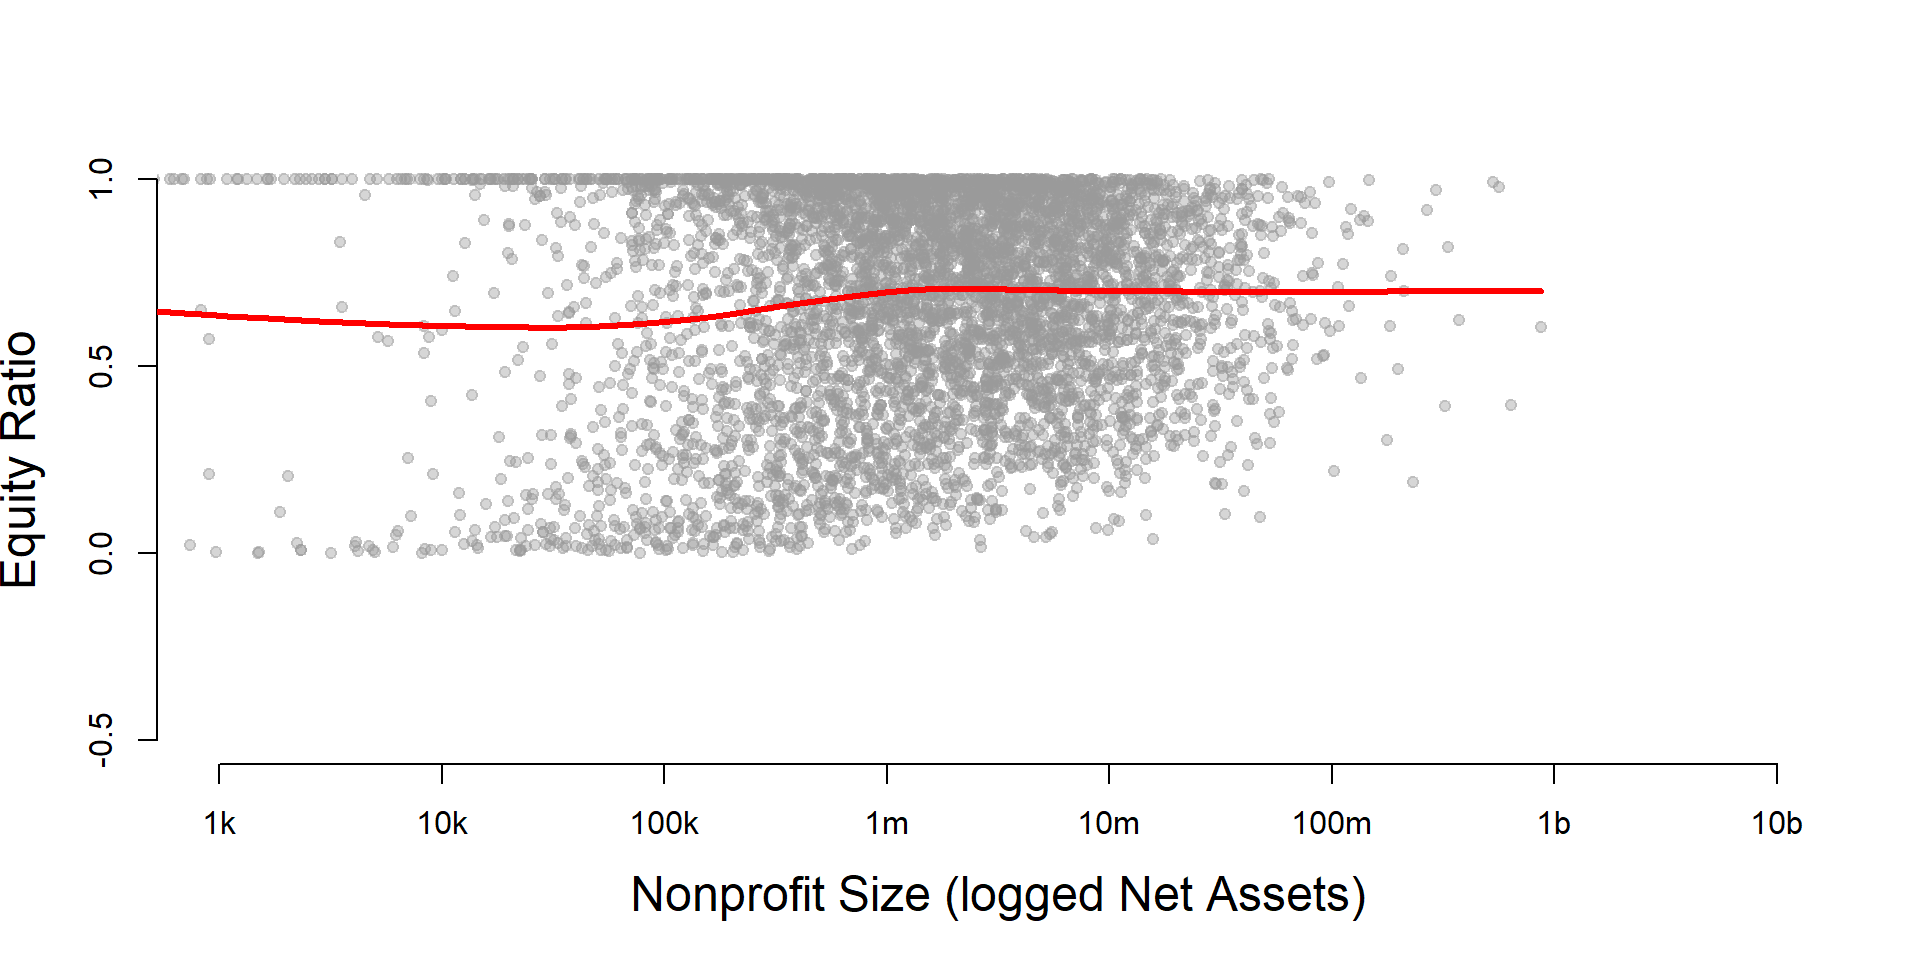 Equity Ratio
1.0
0.5
0.0
-0.5
1k 10k 100k 1m 10m 100m 1b 10b
Nonprofit Size (logged Net Assets)